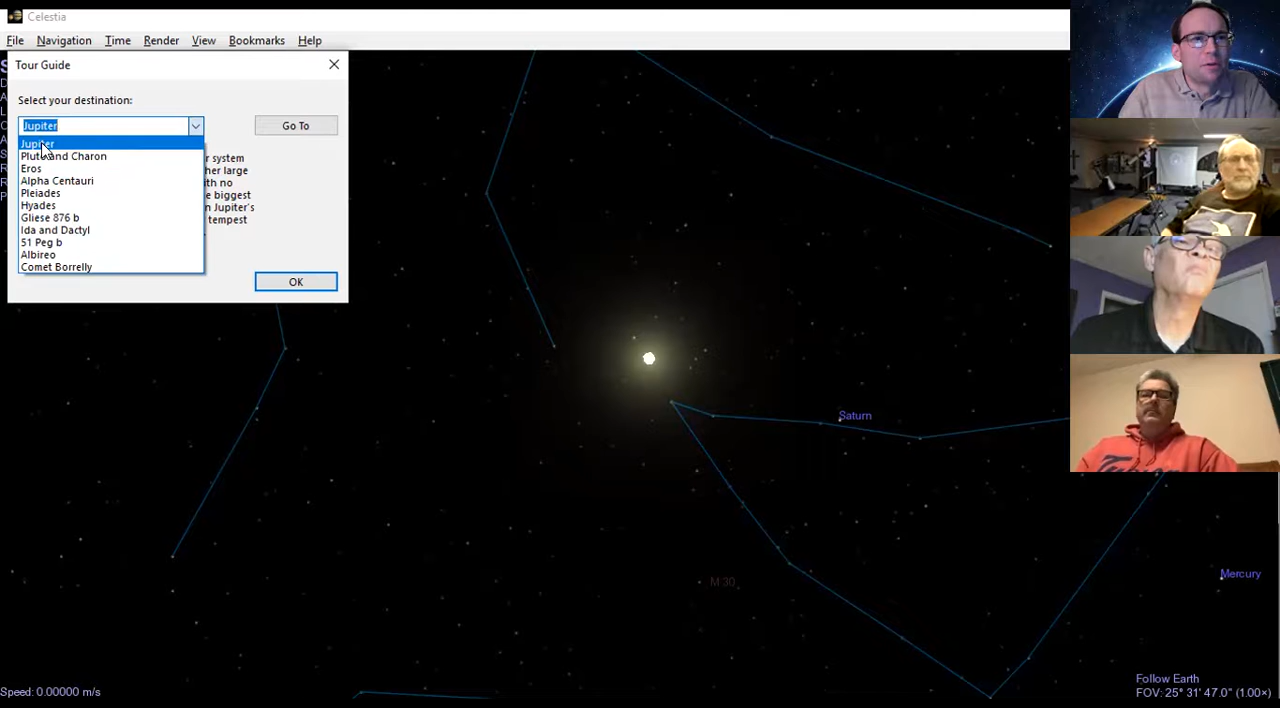 Celestia
File Navigation Time Render View Bookmarks Help
Tour Guide
Select your destination:
Jupiter
Go To
Jupiter
Pluto and Charon
Eros
Alpha Centauri
Pleiades
Hyades
Gliese 876 b
Ida and Dactyl
51 Peg b
Albireo
Comet Borrelly
r system
her large
th no
e biggest
n Jupiter's
tempest
OK
Saturn
M 30
Mercury
Speed: 0.00000 m/s
Follow Earth
FOV: 25° 31' 47.0" (1.00×)